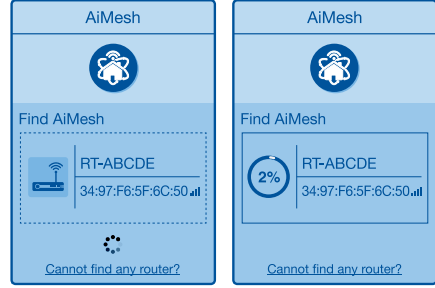 AiMesh
Find AiMesh
RT-ABCDE
34:97:F6:5F:6C:50
Cannot find any router?
AiMesh
Find AiMesh
2%
RT-ABCDE
34:97:F6:5F:6C:50
Cannot find any router?